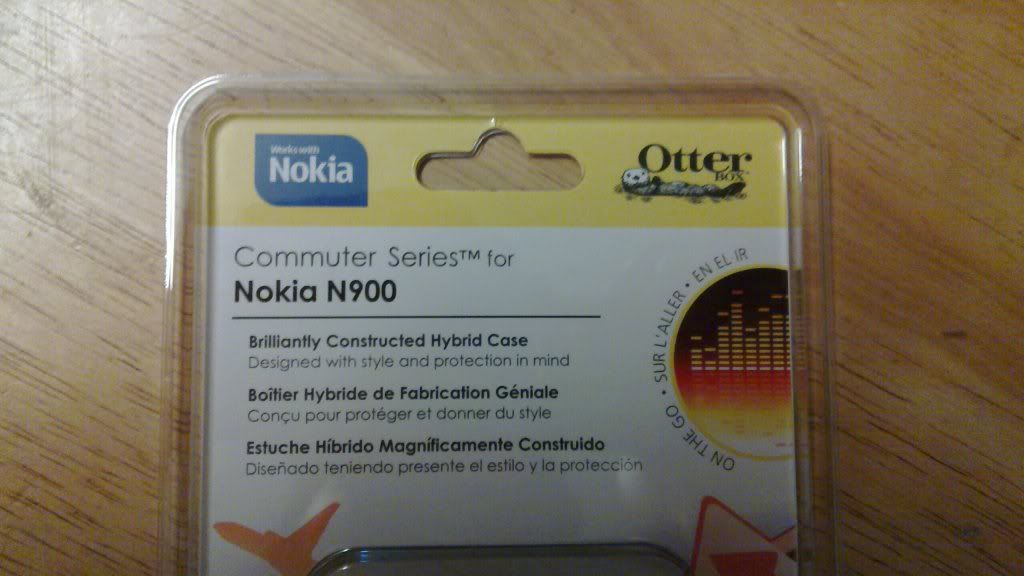 Works with
Nokia
Otter
BOX™
Commuter Series™ for
Nokia N900
Brilliantly Constructed Hybrid Case
Designed with style and protection in mind
Boîtier Hybride de Fabrication Géniale
Conçu pour protéger et donner du style
Estuche Híbrido Magníficamente Construido
Diseñado teniendo presente el estilo y la protección
ON THE GO • SUR L'ALLER • EN EL IR